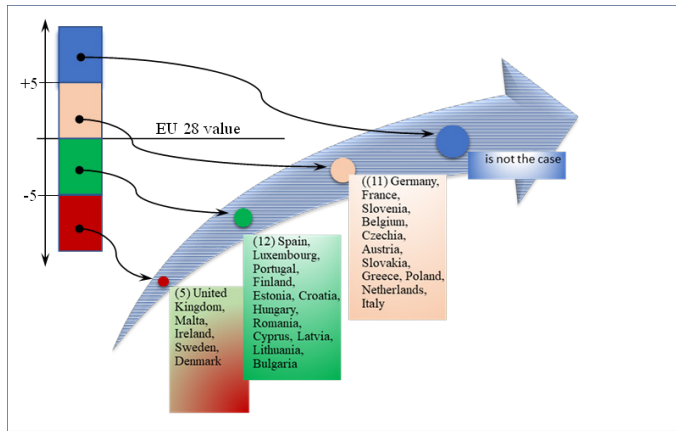 +5
EU 28 value
-5
is not the case
((11) Germany,
France,
Slovenia,
Belgium,
Czechia,
Austria,
Slovakia,
Greece, Poland,
Netherlands,
Italy
(12) Spain,
Luxembourg,
Portugal,
Finland,
Estonia, Croatia,
Hungary,
Romania,
Cyprus, Latvia,
Lithuania,
Bulgaria
(5) United
Kingdom,
Malta,
Ireland,
Sweden,
Denmark